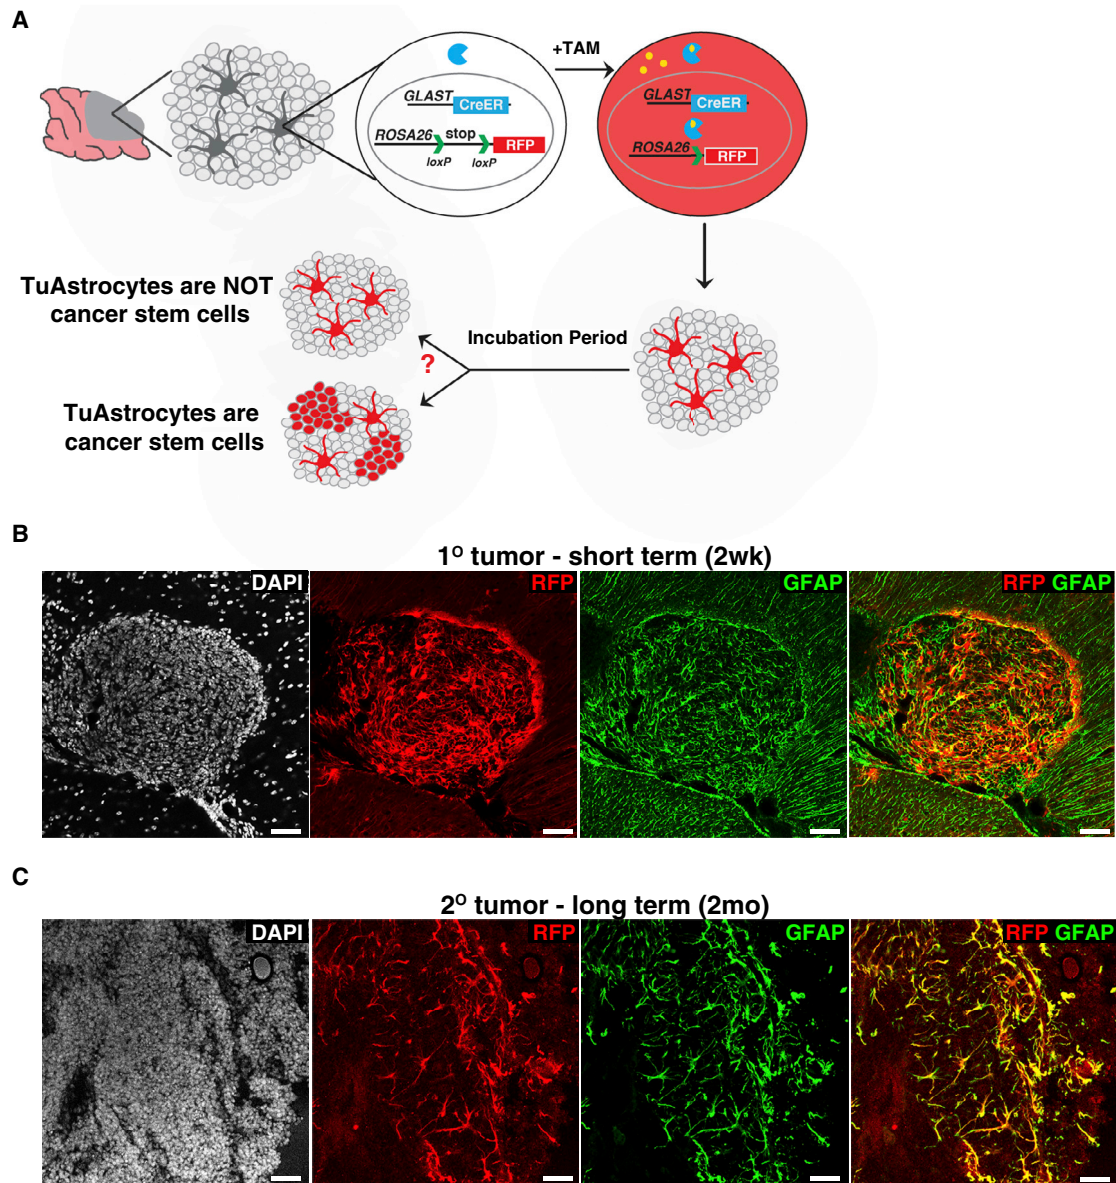 A
+TAM
GLAST
CreER
ROSA26
stop
RFP
loxP
loxP
GLAST
CreER
ROSA26
RFP
TuAstrocytes are NOT
cancer stem cells
Incubation Period
?
TuAstrocytes are
cancer stem cells
B
1º tumor - short term (2wk)
DAPI
RFP
GFAP
RFP GFAP
C
2º tumor - long term (2mo)
DAPI
RFP
GFAP
RFP GFAP